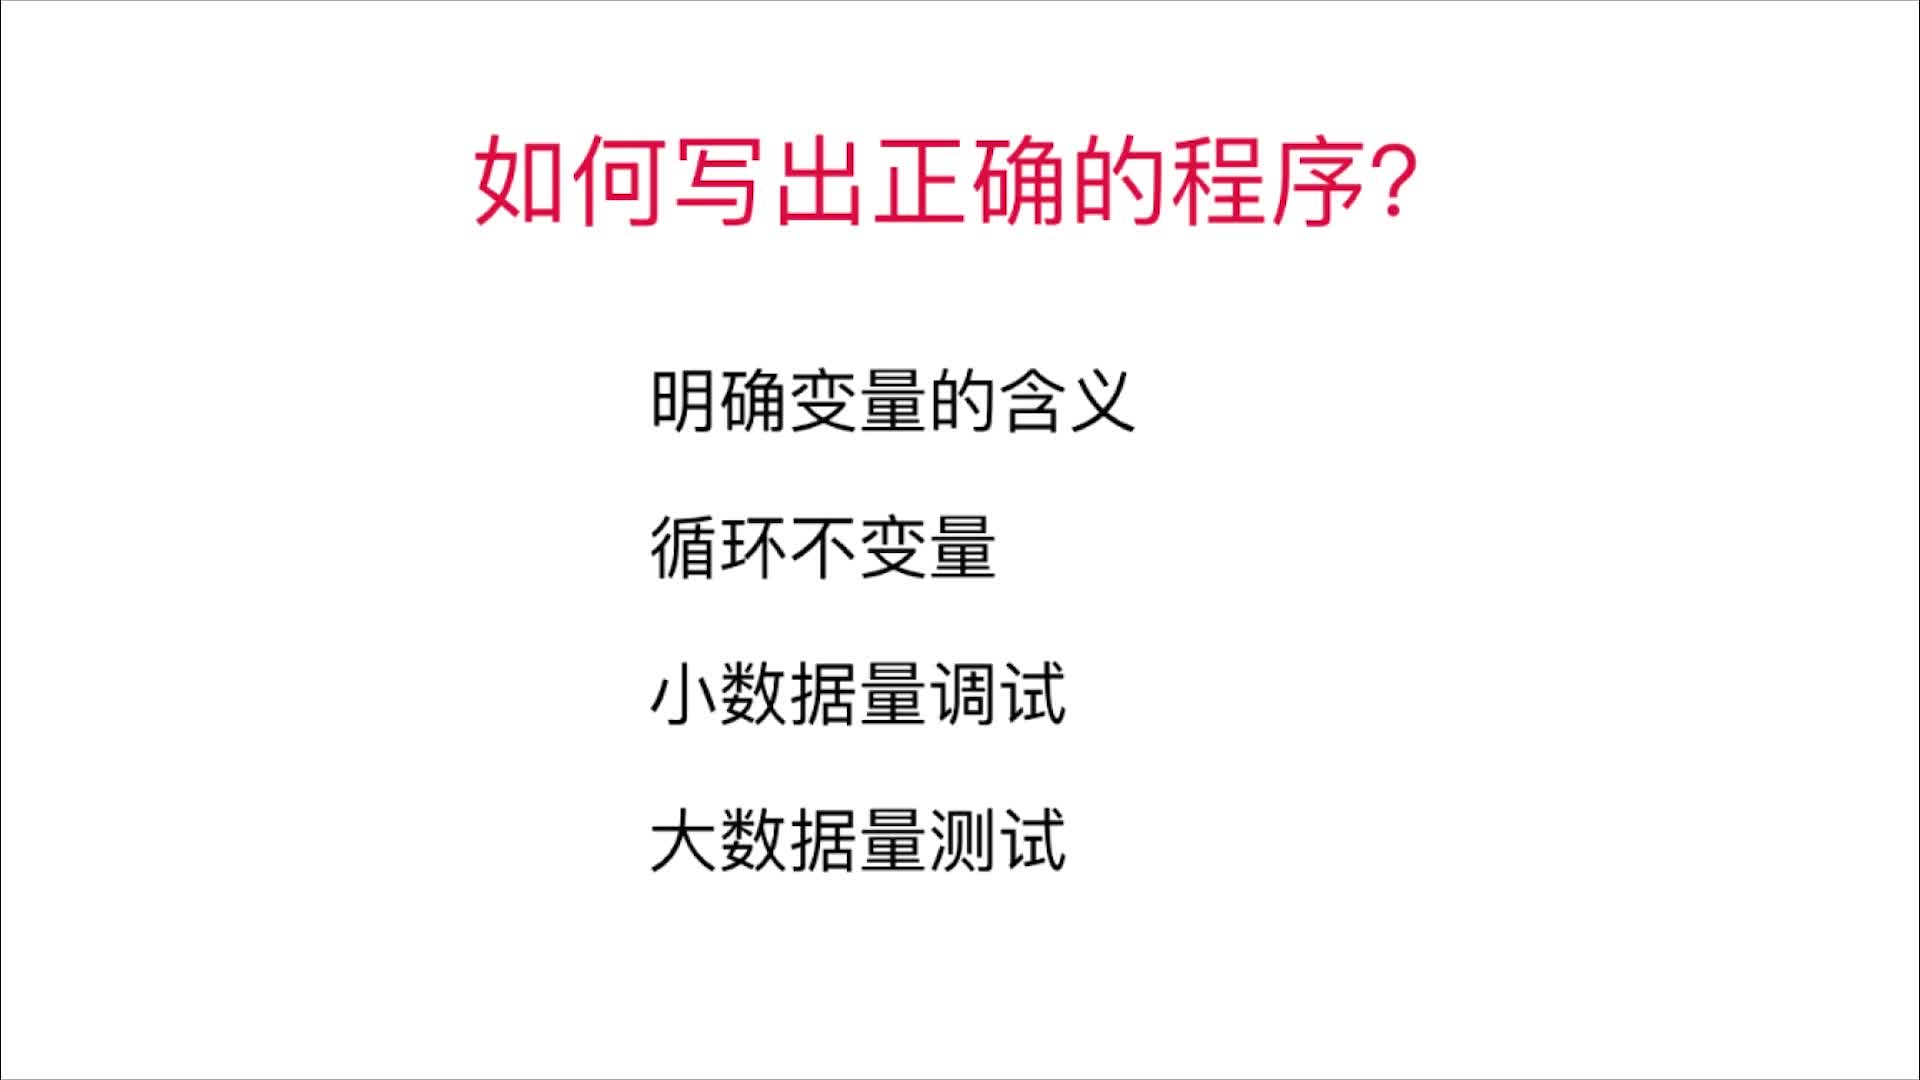 如何写出正确的程序?
明确变量的含义
循环不变量
小数据量调试
大数据量测试